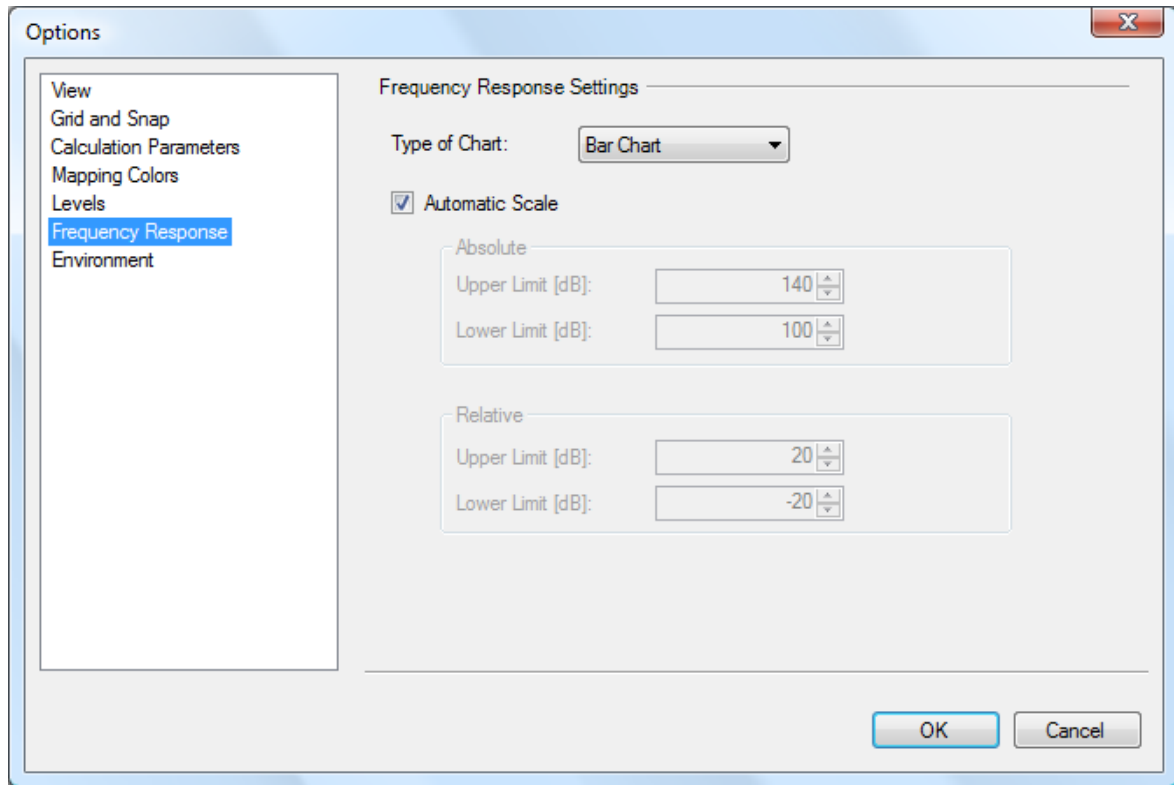 Options
View
Grid and Snap
Calculation Parameters
Mapping Colors
Levels
Frequency Response
Environment
Frequency Response Settings
Type of Chart: Bar Chart
Automatic Scale
Absolute
Upper Limit [dB]: 140
Lower Limit [dB]: 100
Relative
Upper Limit [dB]: 20
Lower Limit [dB]: -20
OK Cancel